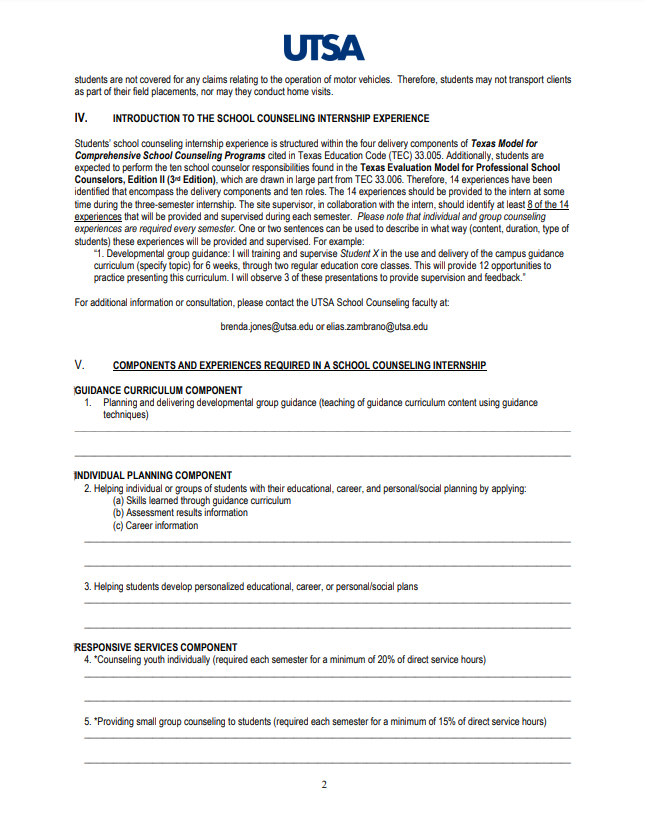 UTSA
students are not covered for any claims relating to the operation of motor vehicles. Therefore, students may not transport clients
as part of their field placements, nor may they conduct home visits.
IV. INTRODUCTION TO THE SCHOOL COUNSELING INTERNSHIP EXPERIENCE
Students' school counseling internship experience is structured within the four delivery components of Texas Model for
Comprehensive School Counseling Programs cited in Texas Education Code (TEC) 33.005. Additionally, students are
expected to perform the ten school counselor responsibilities found in the Texas Evaluation Model for Professional School
Counselors, Edition II (3rd Edition), which are drawn in large part from TEC 33.006. Therefore, 14 experiences have been
identified that encompass the delivery components and ten roles. The 14 experiences should be provided to the intern at some
time during the three-semester internship. The site supervisor, in collaboration with the intern, should identify at least 8 of the 14
experiences that will be provided and supervised during each semester. Please note that individual and group counseling
experiences are required every semester. One or two sentences can be used to describe in what way (content, duration, type of
students) these experiences will be provided and supervised. For example:
"1. Developmental group guidance: I will training and supervise Student X in the use and delivery of the campus guidance
curriculum (specify topic) for 6 weeks, through two regular education core classes. This will provide 12 opportunities to
practice presenting this curriculum. I will observe 3 of these presentations to provide supervision and feedback."
For additional information or consultation, please contact the UTSA School Counseling faculty at:
brenda.jones@utsa.edu or elias.zambrano@utsa.edu
V. COMPONENTS AND EXPERIENCES REQUIRED IN A SCHOOL COUNSELING INTERNSHIP
GUIDANCE CURRICULUM COMPONENT
1. Planning and delivering developmental group guidance (teaching of guidance curriculum content using guidance
techniques)
INDIVIDUAL PLANNING COMPONENT
2. Helping individual or groups of students with their educational, career, and personal/social planning by applying:
(a) Skills learned through guidance curriculum
(b) Assessment results information
(c) Career information
3. Helping students develop personalized educational, career, or personal/social plans
RESPONSIVE SERVICES COMPONENT
4. *Counseling youth individually (required each semester for a minimum of 20% of direct service hours)
5. *Providing small group counseling to students (required each semester for a minimum of 15% of direct service hours)
2